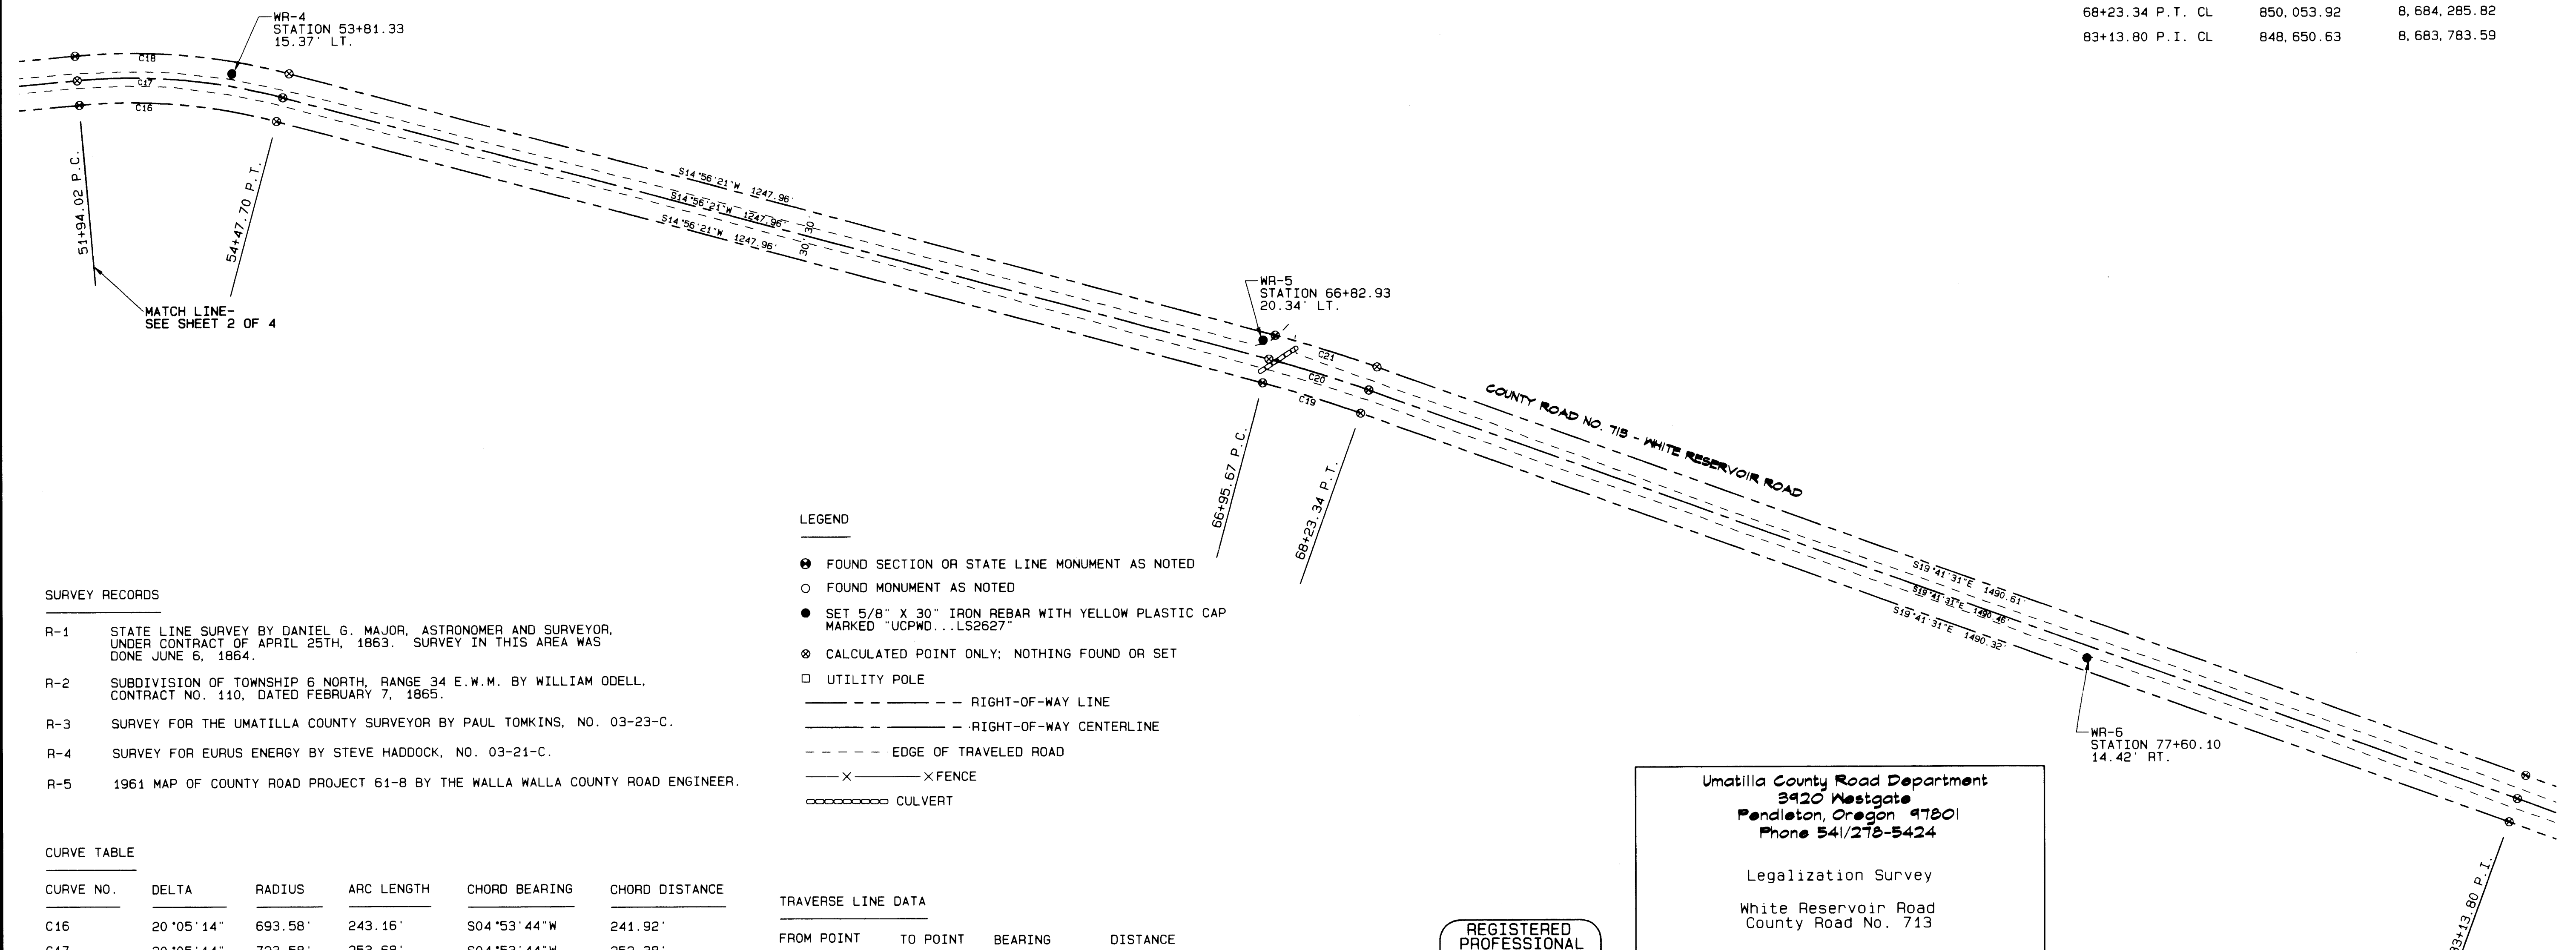 68+23.34 P.T. CL 850,053.92 8,684,285.82
83+13.80 P.I. CL 848,650.63 8,683,783.59
WR-4
STATION 53+81.33
15.37' LT.
C18
C17
C16
51+94.02 P.C.
54+47.70 P.T.
MATCH LINE-
SEE SHEET 2 OF 4
S14°56'21"W 1247.96'
S14°56'21"W 1247.96'
S14°56'21"W 1247.96'
30' 30'
WR-5
STATION 66+82.93
20.34' LT.
C21
C20
C19
66+95.67 P.C.
68+23.34 P.T.
COUNTY ROAD NO. 713 - WHITE RESERVOIR ROAD
S19°41'31"E 1490.61'
S19°41'31"E 1490.46'
S19°41'31"E 1490.32'
WR-6
STATION 77+60.10
14.42' RT.
83+13.80 P.I.
LEGEND
FOUND SECTION OR STATE LINE MONUMENT AS NOTED
FOUND MONUMENT AS NOTED
SET 5/8" X 30" IRON REBAR WITH YELLOW PLASTIC CAP
MARKED "UCPWD...LS2627"
CALCULATED POINT ONLY; NOTHING FOUND OR SET
UTILITY POLE
RIGHT-OF-WAY LINE
RIGHT-OF-WAY CENTERLINE
EDGE OF TRAVELED ROAD
FENCE
CULVERT
SURVEY RECORDS
R-1 STATE LINE SURVEY BY DANIEL G. MAJOR, ASTRONOMER AND SURVEYOR,
UNDER CONTRACT OF APRIL 25TH, 1863. SURVEY IN THIS AREA WAS
DONE JUNE 6, 1864.
R-2 SUBDIVISION OF TOWNSHIP 6 NORTH, RANGE 34 E.W.M. BY WILLIAM ODELL,
CONTRACT NO. 110, DATED FEBRUARY 7, 1865.
R-3 SURVEY FOR THE UMATILLA COUNTY SURVEYOR BY PAUL TOMKINS, NO. 03-23-C.
R-4 SURVEY FOR EURUS ENERGY BY STEVE HADDOCK, NO. 03-21-C.
R-5 1961 MAP OF COUNTY ROAD PROJECT 61-8 BY THE WALLA WALLA COUNTY ROAD ENGINEER.
CURVE TABLE
CURVE NO. DELTA RADIUS ARC LENGTH CHORD BEARING CHORD DISTANCE
C16 20°05'14" 693.58' 243.16' S04°53'44"W 241.92'
C17 20°05'14" 723.58' 253.68' S04°53'44"W 252.38'
TRAVERSE LINE DATA
FROM POINT TO POINT BEARING DISTANCE
REGISTERED
PROFESSIONAL
Umatilla County Road Department
3920 Westgate
Pendleton, Oregon 97801
Phone 541/278-5424
Legalization Survey
White Reservoir Road
County Road No. 713